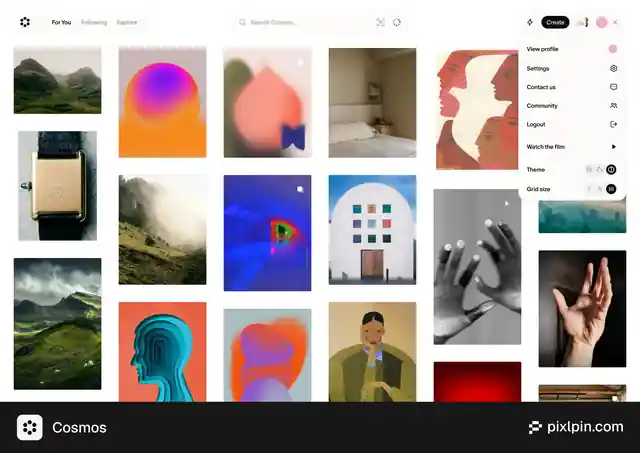 For You Following Explore
Search Cosmos...
Create
View profile
Settings
Contact us
Community
Logout
Watch the film
Theme
Grid size
Cosmos
pixlpin.com